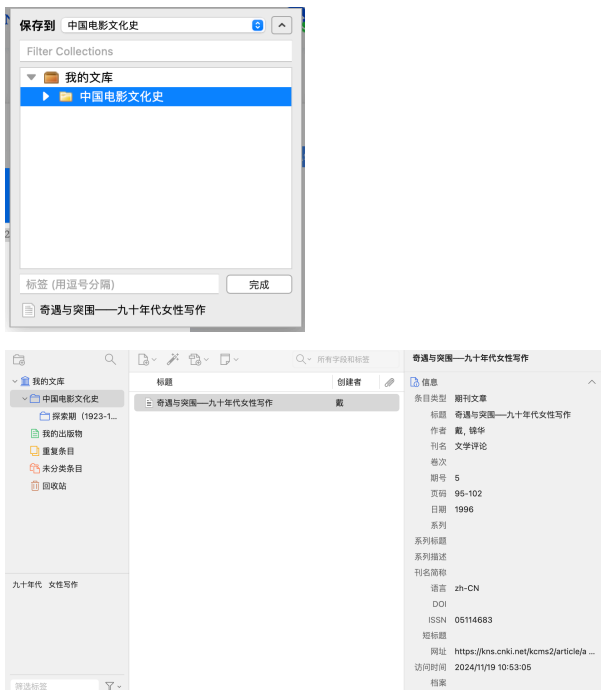 保存到 中国电影文化史
Filter Collections
我的文库
中国电影文化史
标签 (用逗号分隔) 完成
奇遇与突围——九十年代女性写作
所有字段和标签 奇遇与突围——九十年代女性写作
我的文库 标题 创建者 信息
中国电影文化史 奇遇与突围——九十年代女性写作 戴 条目类型 期刊文章
探索期（1923-1... 标题 奇遇与突围——九十年代女性写作
我的出版物 作者 戴, 锦华
重复条目 刊名 文学评论
未分类条目 卷次
回收站 期号 5
页码 95-102
日期 1996
系列
系列标题
系列描述
刊名简称
九十年代 女性写作 语言 zh-CN
DOI
ISSN 05114683
短标题
网址 https://kns.cnki.net/kcms2/article/a ...
访问时间 2024/11/19 10:53:05
筛选标签 档案